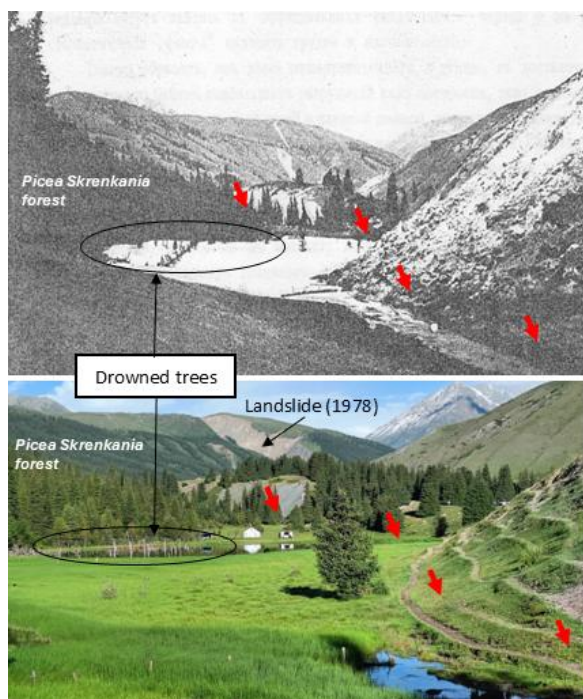 Picea Skrenkania
forest
Drowned trees
Landslide (1978)
Picea Skrenkania
forest